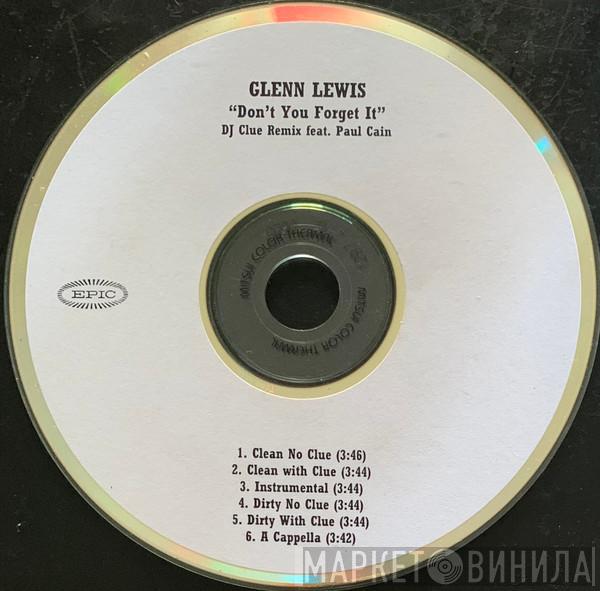 GLENN LEWIS
"Don't You Forget It"
DJ Clue Remix feat. Paul Cain
EPIC
MITSUI COLOR THERMAL
MITSUI COLOR THERMAL
1. Clean No Clue (3:46)
2. Clean with Clue (3:44)
3. Instrumental (3:44)
4. Dirty No Clue (3:44)
5. Dirty With Clue (3:44)
6. A Cappella (3:42)
МАРКЕТ ВИНИЛА